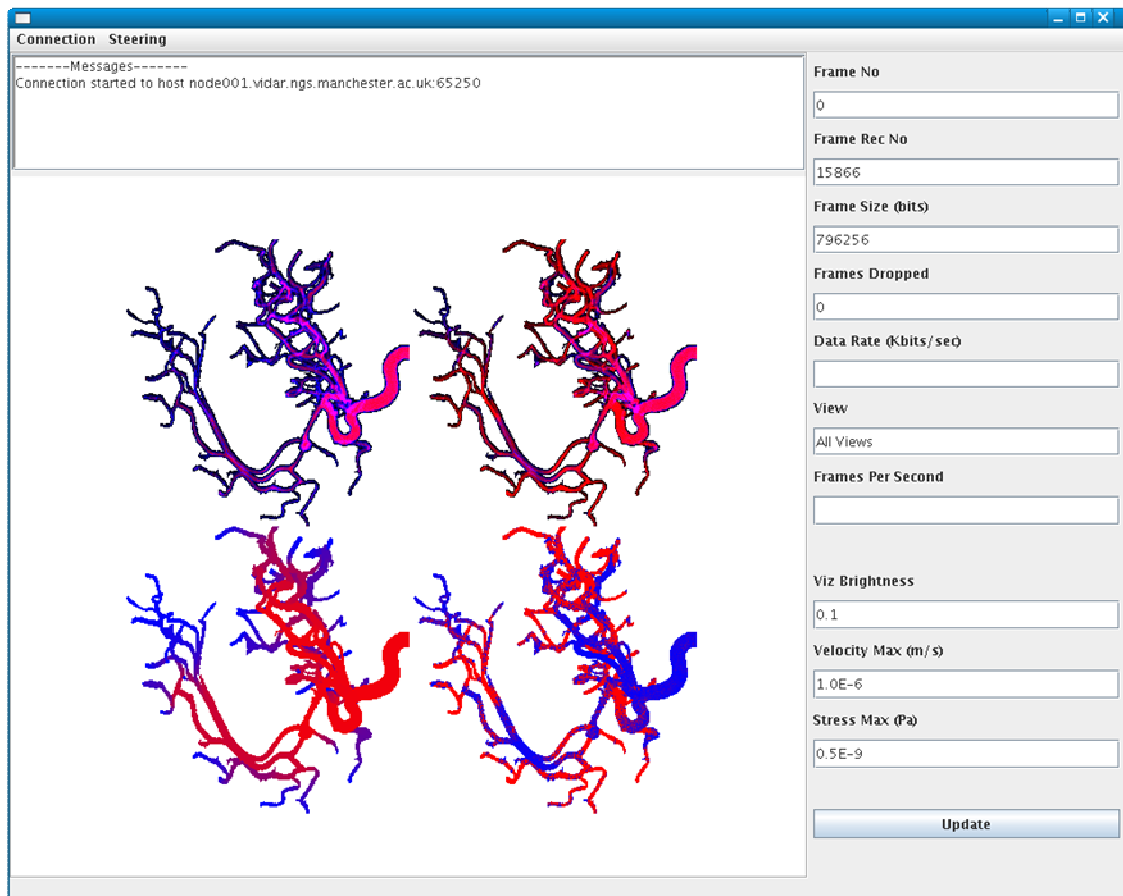 Connection Steering
-------Messages-------
Connection started to host node001.vidar.ngs.manchester.ac.uk:65250
Frame No
0
Frame Rec No
15866
Frame Size (bits)
796256
Frames Dropped
0
Data Rate (Kbits/sec)
View
All Views
Frames Per Second
Viz Brightness
0.1
Velocity Max (m/s)
1.0E-6
Stress Max (Pa)
0.5E-9
Update